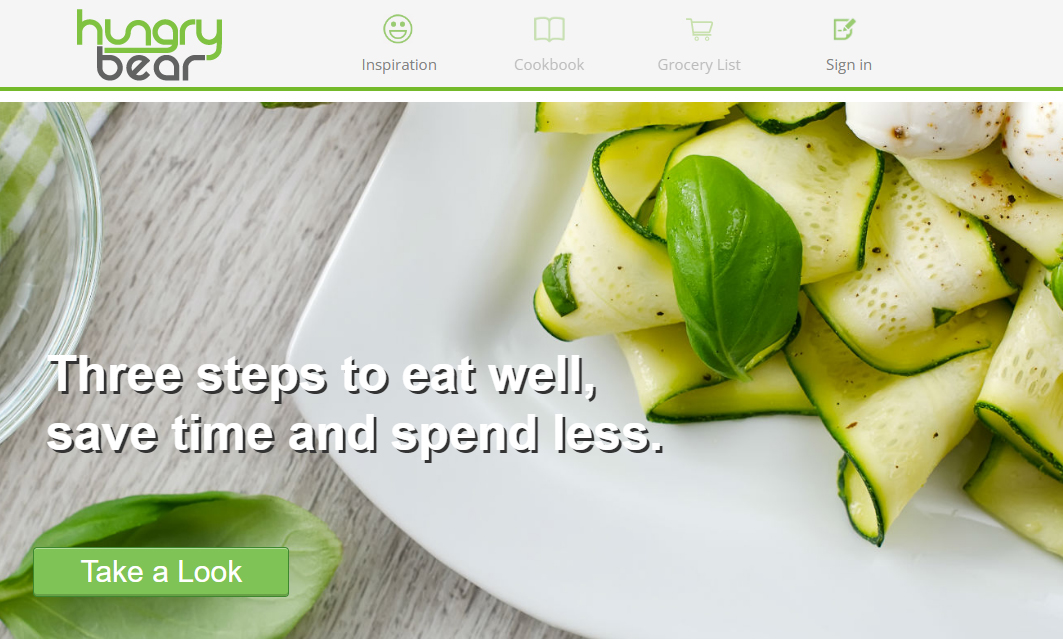 hungry
bear
Inspiration
Cookbook
Grocery List
Sign in
Three steps to eat well,
save time and spend less.
Take a Look